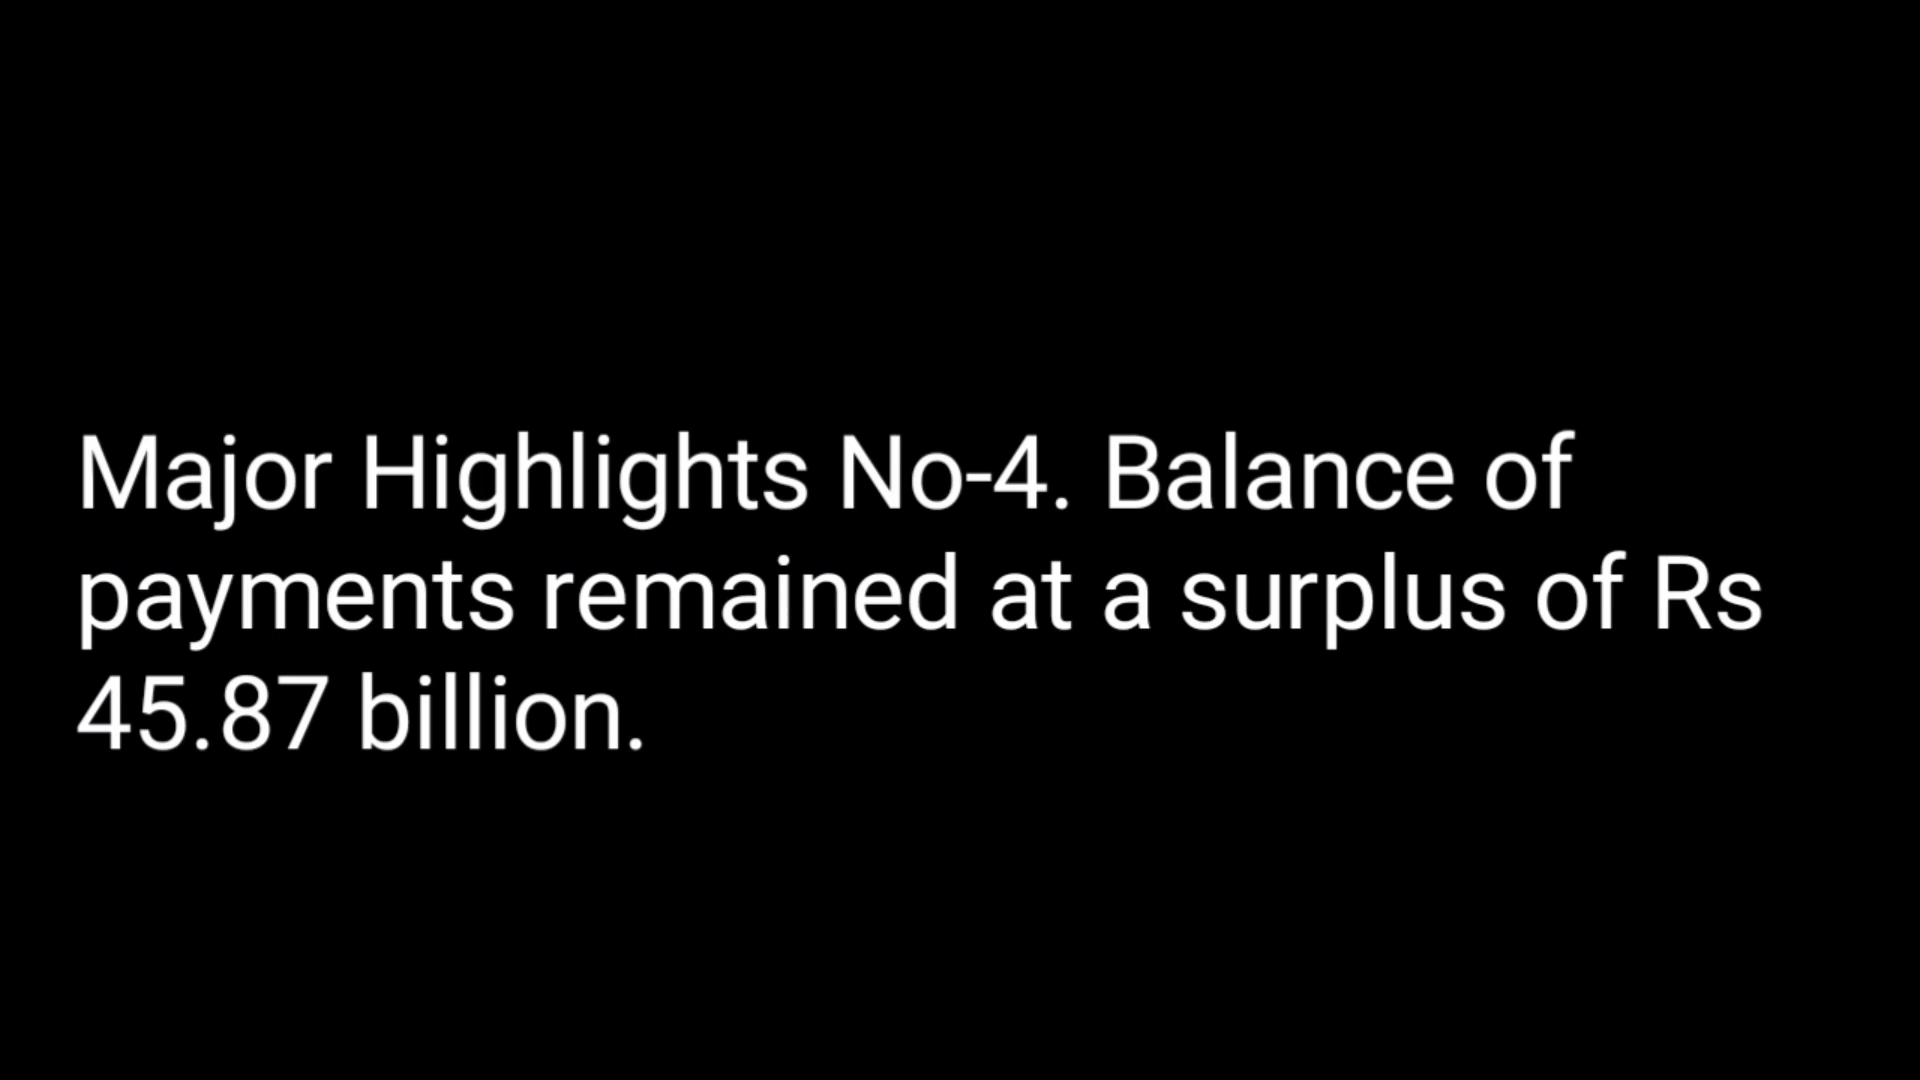 Major Highlights No-4. Balance of
payments remained at a surplus of Rs
45.87 billion.